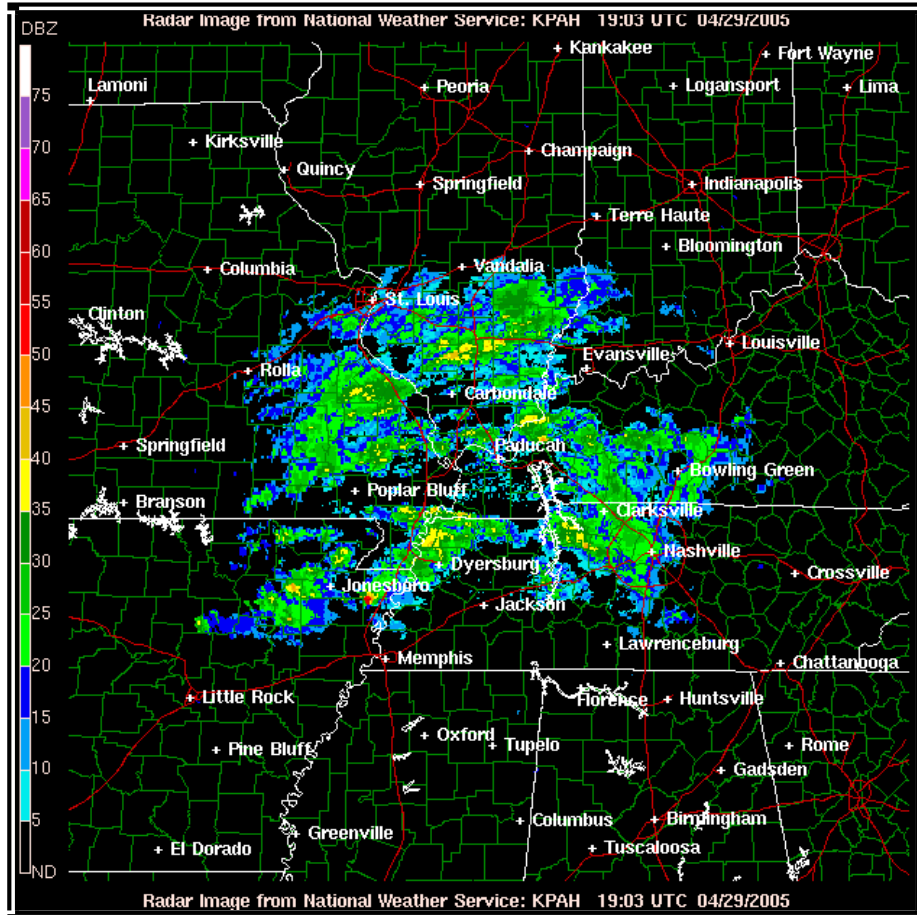 Radar Image from National Weather Service: KPAH 19:03 UTC 04/29/2005
DBZ
Kankakee
Fort Wayne
Lamoni
Peoria
Logansport
Lima
75
Kirksville
70
Champaign
Quincy
Springfield
Indianapolis
65
Terre Haute
60
Bloomington
Columbia
Vandalia
55
St. Louis
Clinton
Louisville
50
Evansville
Rolla
45
Carbondale
Springfield
Paducah
40
Bowling Green
Poplar Bluff
Branson
35
Clarksville
Nashville
30
Dyersburg
Crossville
Jonesboro
25
Jackson
Lawrenceburg
20
Memphis
Chattanooga
Little Rock
Florence
Huntsville
15
Oxford
Pine Bluff
Tupelo
Rome
10
Gadsden
5
Columbus
Birmingham
Greenville
El Dorado
Tuscaloosa
ND
Radar Image from National Weather Service: KPAH 19:03 UTC 04/29/2005